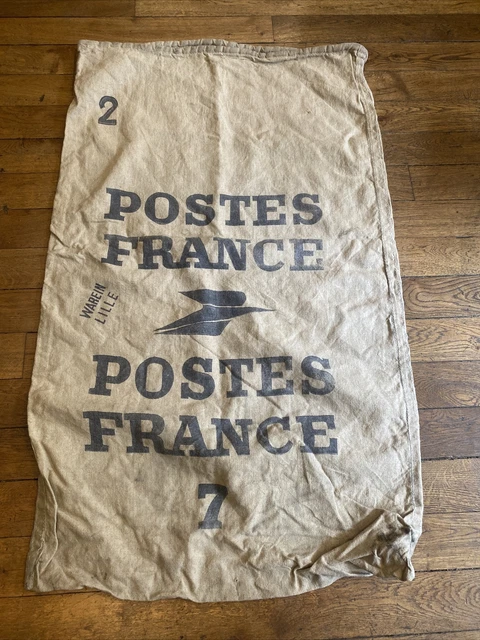 2
POSTES
FRANCE
WAREIN
LILLE
POSTES
FRANCE
7